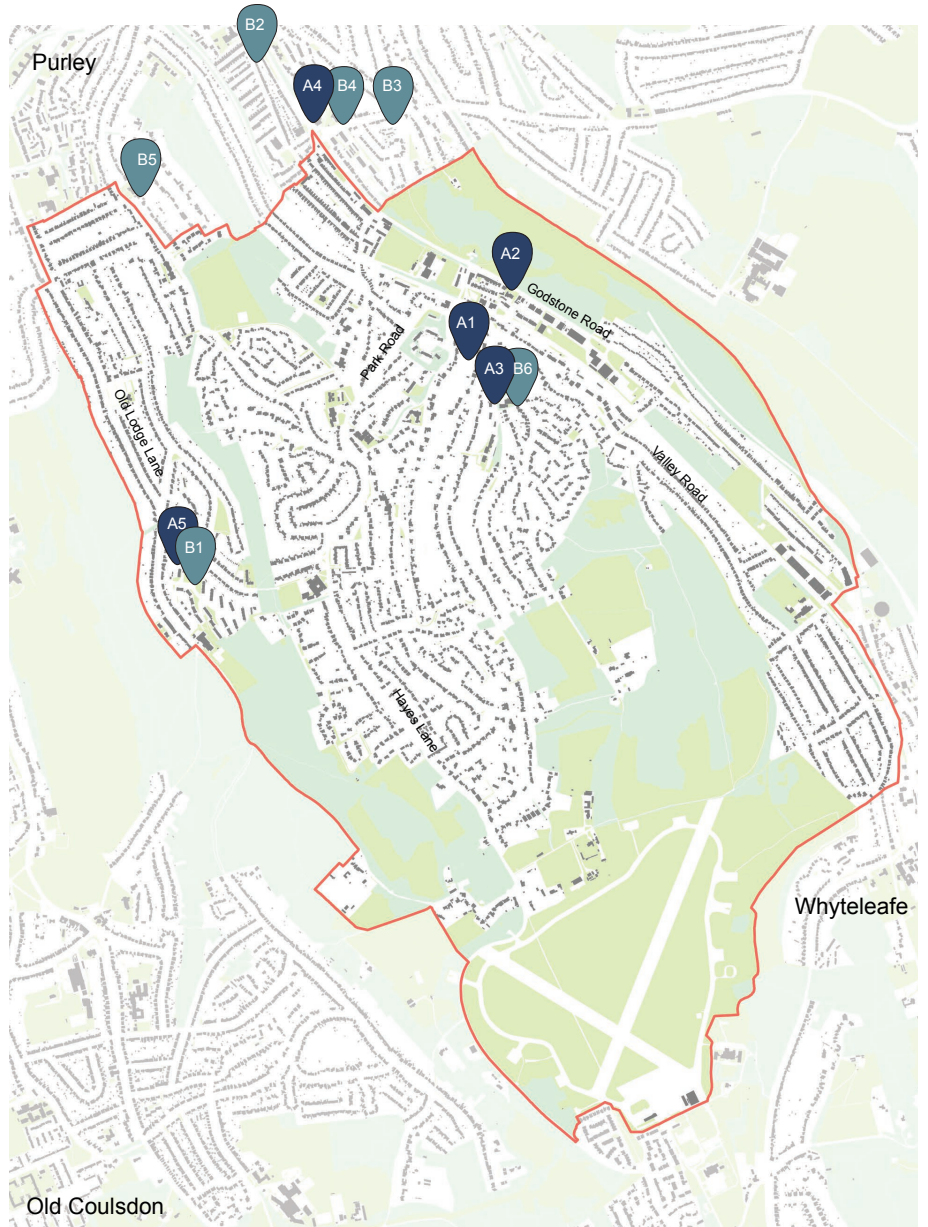 B2
Purley
A4
B4
B3
B5
A2
Godstone Road
A1
Park Road
A3
B6
Old Lodge Lane
Valley Road
A5
B1
Hayes Lane
Whyteleafe
Old Coulsdon